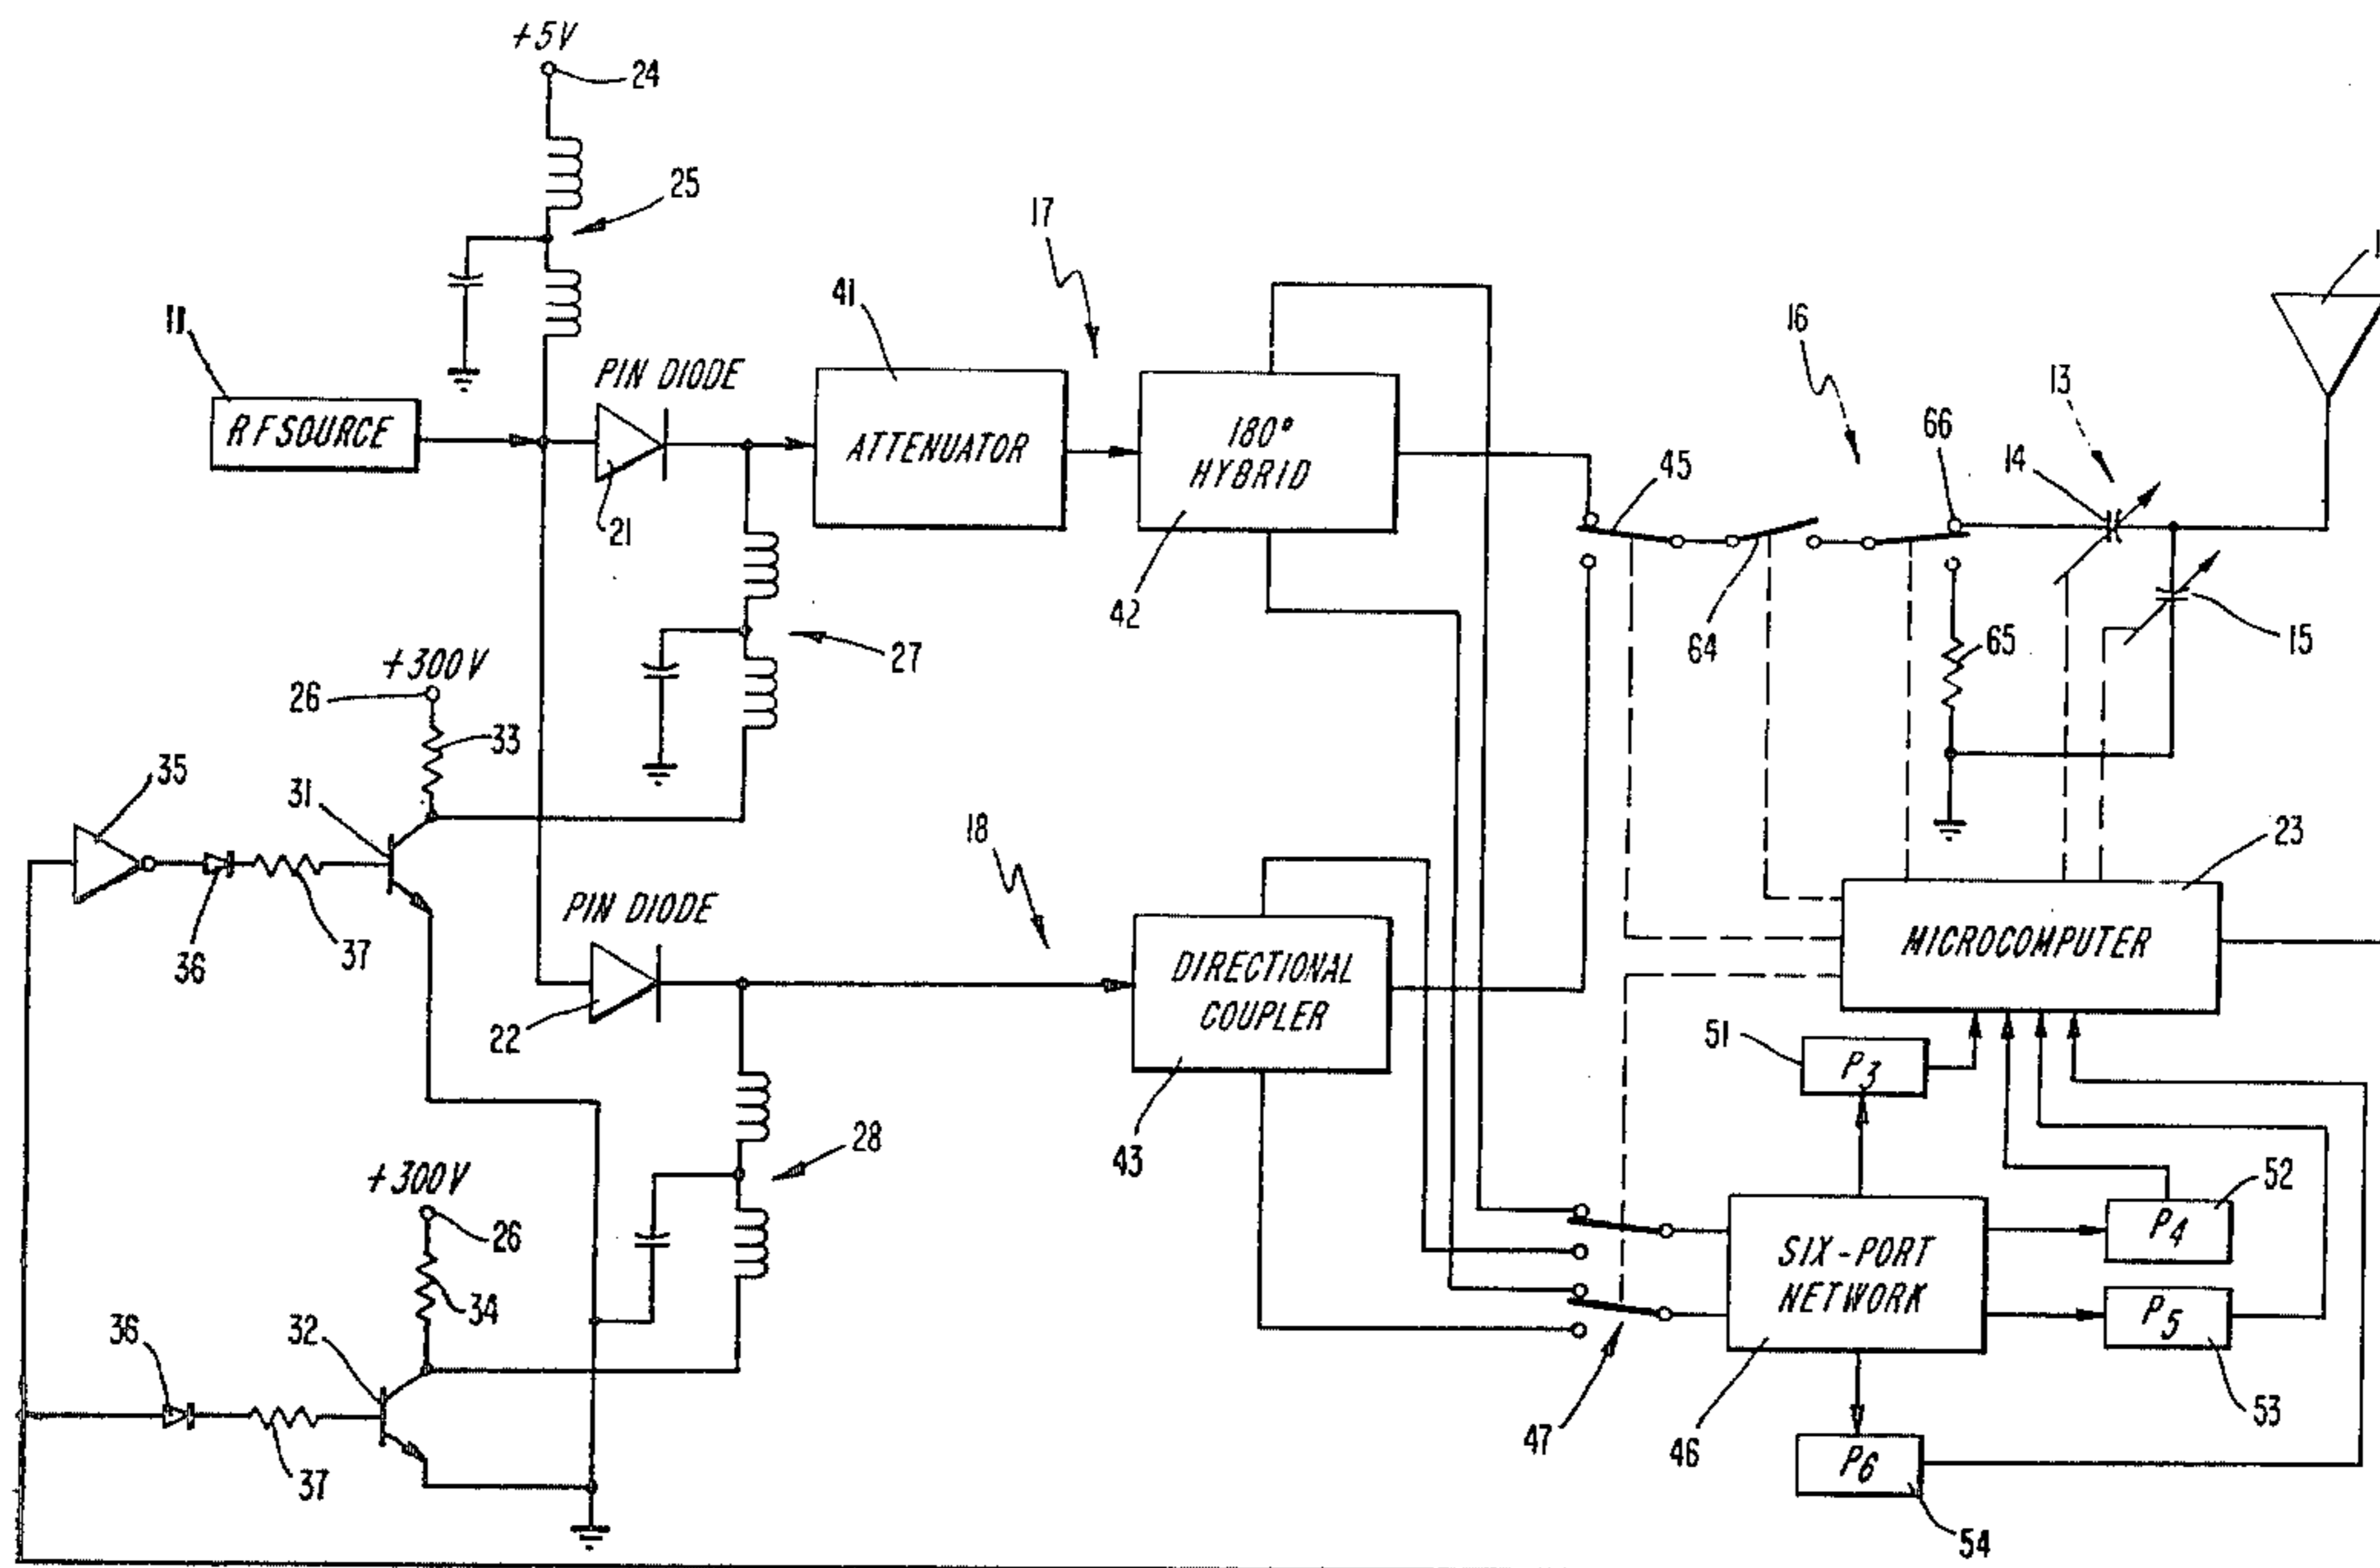 +5V
24
25
17
41
11
RF SOURCE
PIN DIODE
21
ATTENUATOR
180°
HYBRID
42
16
13
14
66
45
64
65
15
1
27
+300V
26
33
35
31
36
37
18
23
MICROCOMPUTER
PIN DIODE
22
DIRECTIONAL
COUPLER
43
51
P3
28
+300V
26
34
52
P4
SIX-PORT
NETWORK
P5
53
36
32
37
47
46
P6
54